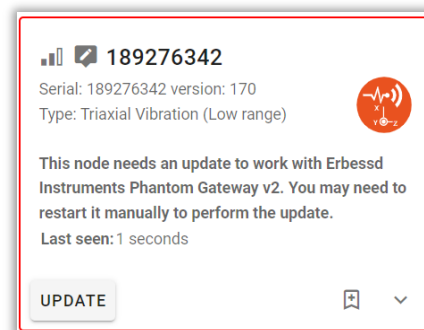 189276342
Serial: 189276342 version: 170
Type: Triaxial Vibration (Low range)
X
Y Z
This node needs an update to work with Erbessd
Instruments Phantom Gateway v2. You may need to
restart it manually to perform the update.
Last seen: 1 seconds
UPDATE